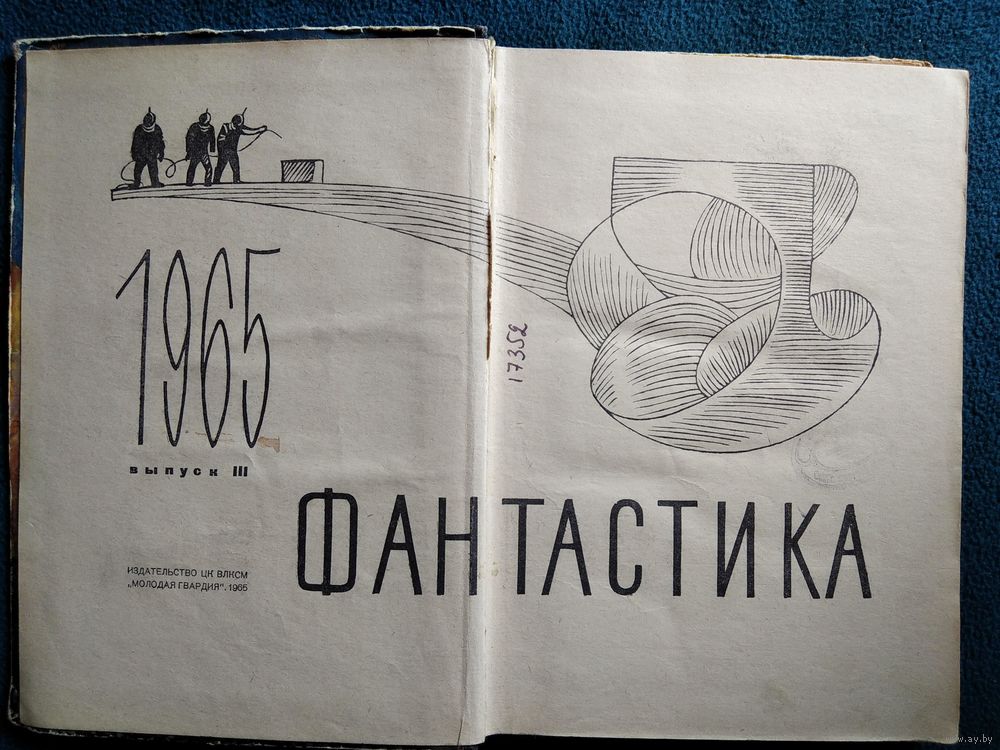 1965
выпуск III
ИЗДАТЕЛЬСТВО ЦК ВЛКСМ
„МОЛОДАЯ ГВАРДИЯ". 1965
17352
ФАНТАСТИКА
www.ay.by